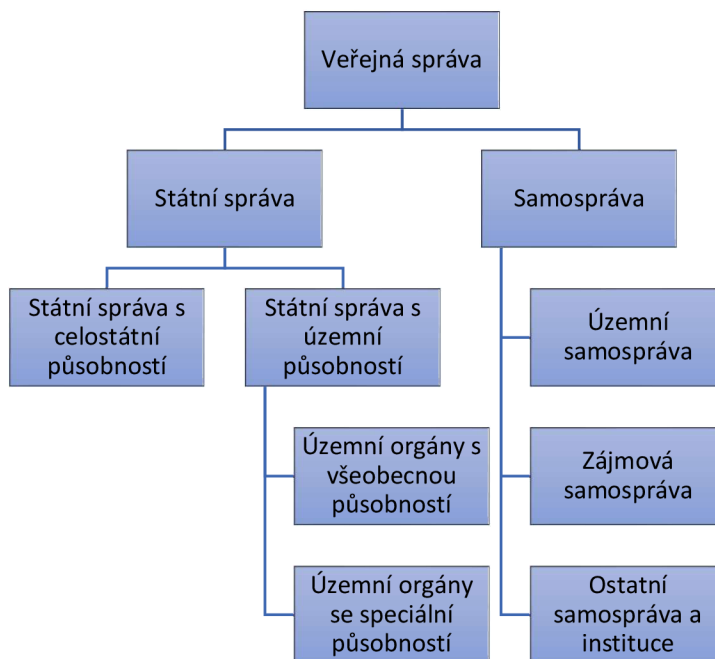 Veřejná správa
Státní správa
Samospráva
Státní správa s
celostátní
působností
Státní správa s
územní
působností
Územní
samospráva
Územní orgány s
všeobecnou
působností
Zájmová
samospráva
Územní orgány
se speciální
působností
Ostatní
samospráva a
instituce